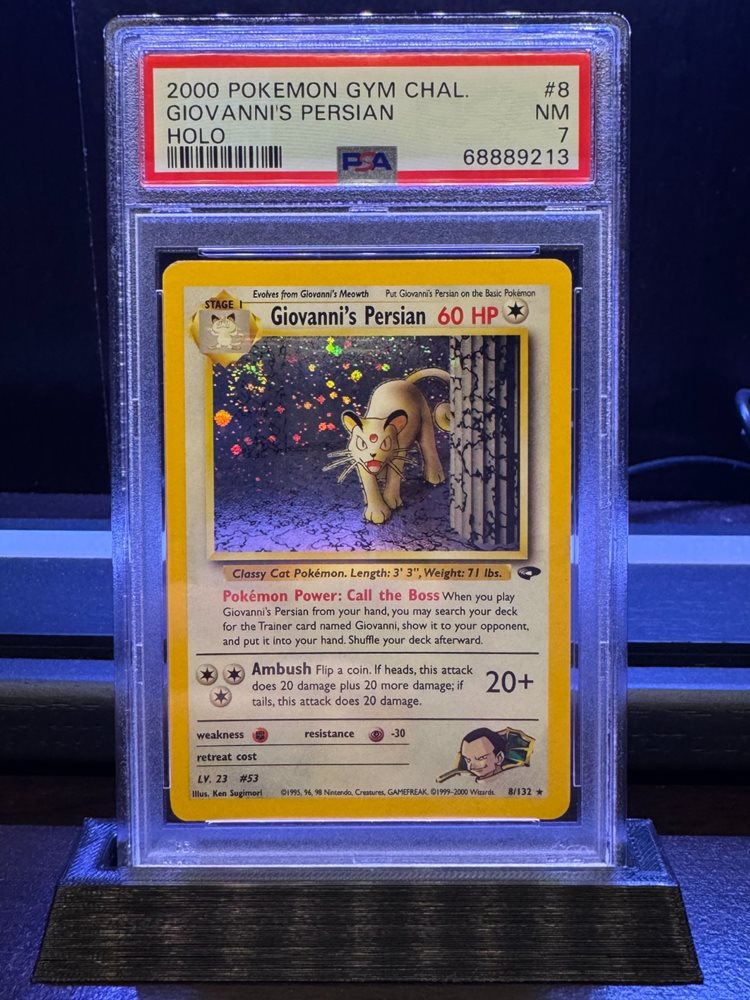 2000 POKEMON GYM CHAL. #8
GIOVANNI'S PERSIAN NM
HOLO 7
PSA 68889213
Evolves from Giovanni's Meowth Put Giovanni's Persian on the Basic Pokémon
STAGE 1
Giovanni's Persian 60 HP
Classy Cat Pokémon. Length: 3' 3", Weight: 71 lbs.
Pokémon Power: Call the Boss When you play
Giovanni's Persian from your hand, you may search your deck
for the Trainer card named Giovanni, show it to your opponent,
and put it into your hand. Shuffle your deck afterward.
Ambush Flip a coin. If heads, this attack
does 20 damage plus 20 more damage; if
tails, this attack does 20 damage.
20+
weakness resistance -30
retreat cost
LV. 23 #53
Illus. Ken Sugimori ©1995, 96, 98 Nintendo, Creatures, GAMEFREAK. ©1999-2000 Wizards. 8/132 ★